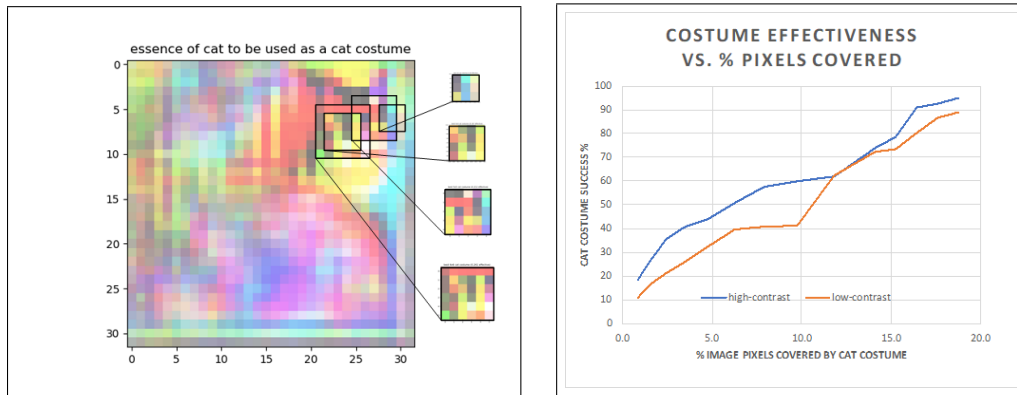 essence of cat to be used as a cat costume
0
5
10
15
20
25
30
0 5 10 15 20 25 30
COSTUME EFFECTIVENESS
VS. % PIXELS COVERED
CAT COSTUME SUCCESS %
100
90
80
70
60
50
40
30
20
10
0
high-contrast low-contrast
0.0 5.0 10.0 15.0 20.0
% IMAGE PIXELS COVERED BY CAT COSTUME